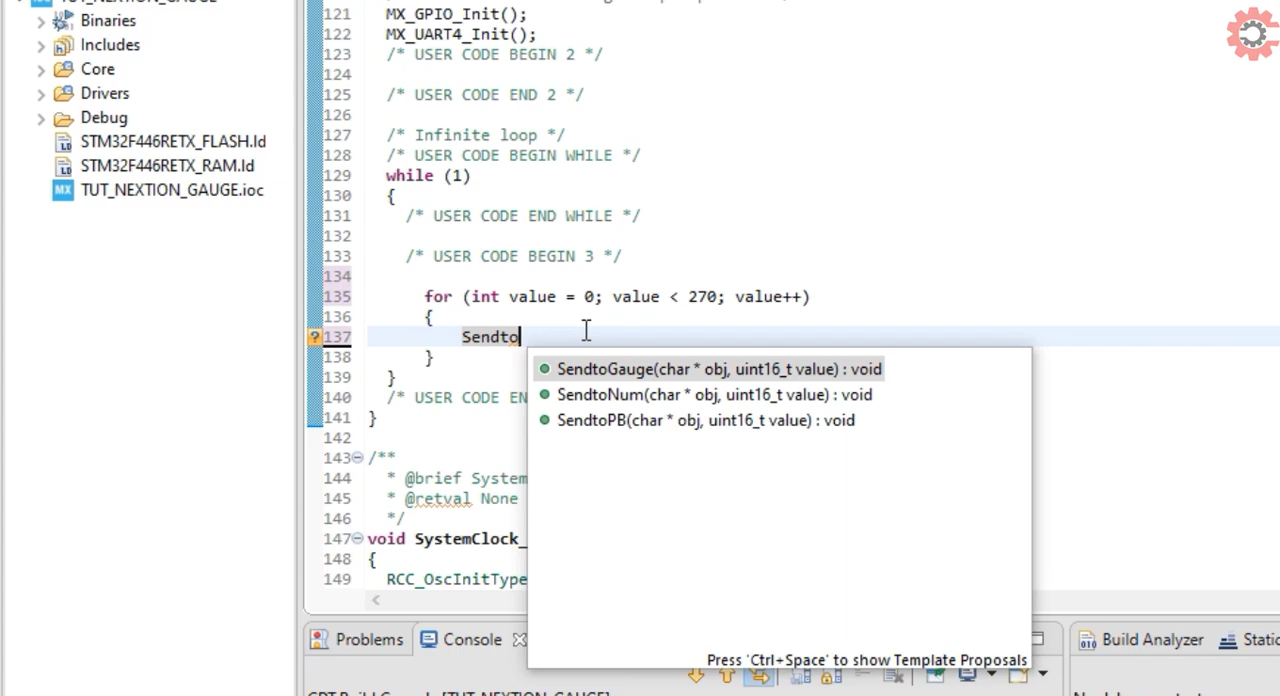 TUT_NEXTION_GAUGE
Binaries
Includes
Core
Drivers
Debug
STM32F446RETX_FLASH.ld
STM32F446RETX_RAM.ld
MX TUT_NEXTION_GAUGE.ioc
121 MX_GPIO_Init();
122 MX_UART4_Init();
123 /* USER CODE BEGIN 2 */
124
125 /* USER CODE END 2 */
126
127 /* Infinite loop */
128 /* USER CODE BEGIN WHILE */
129 while (1)
130 {
131 /* USER CODE END WHILE */
132
133 /* USER CODE BEGIN 3 */
134
135 for (int value = 0; value < 270; value++)
136 {
137 Sendto
138 }
139 }
140 /* USER CODE EN
141 }
142
143 /**
144 * @brief System
145 * @retval None
146 */
147 void SystemClock_
148 {
149 RCC_OscInitType
SendtoGauge(char * obj, uint16_t value) : void
SendtoNum(char * obj, uint16_t value) : void
SendtoPB(char * obj, uint16_t value) : void
Press 'Ctrl+Space' to show Template Proposals
Problems
Console
Build Analyzer
Static
CDT Build Console [TUT_NEXTION_GAUGE]